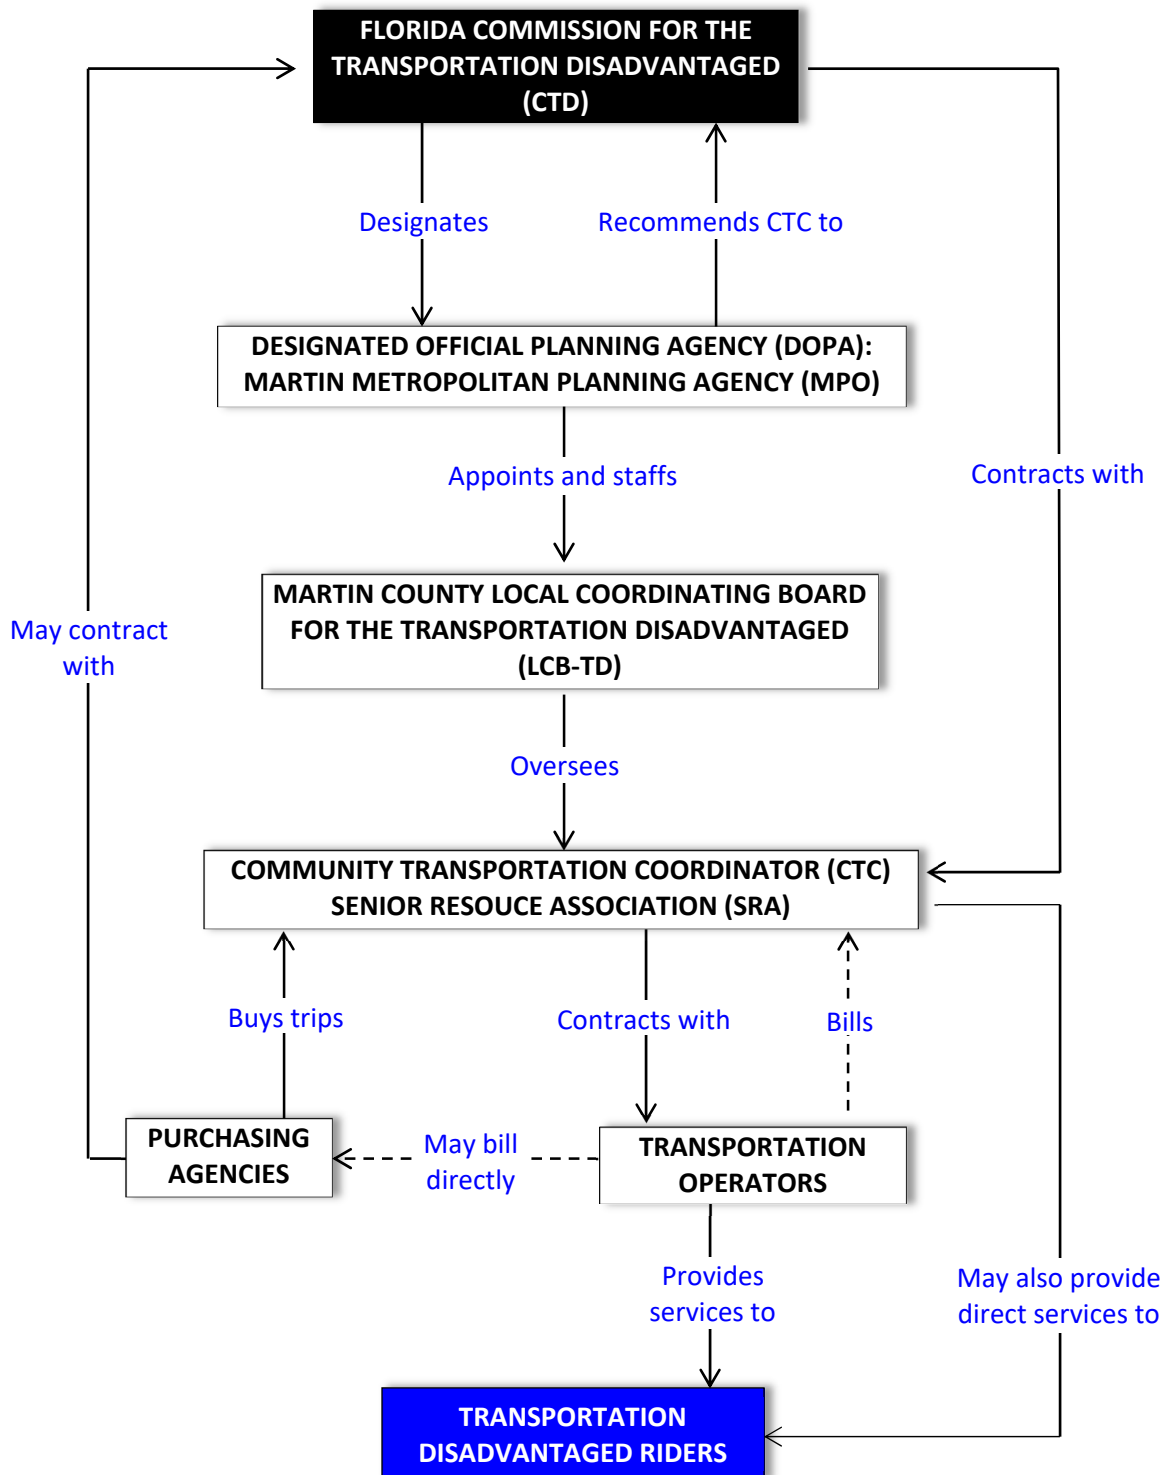 FLORIDA COMMISSION FOR THE
TRANSPORTATION DISADVANTAGED
(CTD)
Designates
Recommends CTC to
DESIGNATED OFFICIAL PLANNING AGENCY (DOPA):
MARTIN METROPOLITAN PLANNING AGENCY (MPO)
Appoints and staffs
Contracts with
MARTIN COUNTY LOCAL COORDINATING BOARD
FOR THE TRANSPORTATION DISADVANTAGED
(LCB-TD)
May contract
with
Oversees
COMMUNITY TRANSPORTATION COORDINATOR (CTC)
SENIOR RESOUCE ASSOCIATION (SRA)
Buys trips
Contracts with
Bills
PURCHASING
AGENCIES
May bill
directly
TRANSPORTATION
OPERATORS
Provides
services to
May also provide
direct services to
TRANSPORTATION
DISADVANTAGED RIDERS